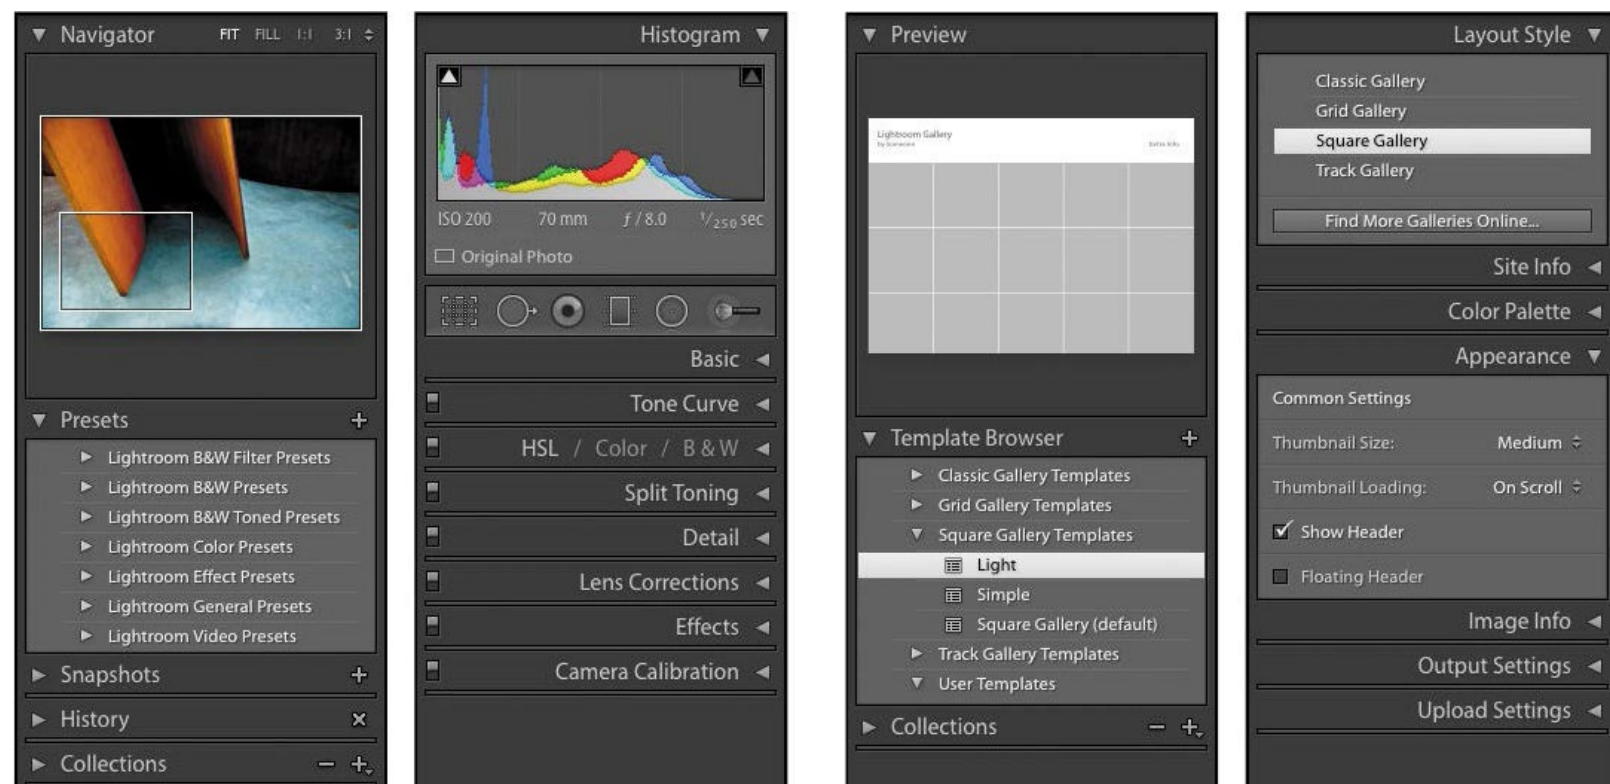 Navigator FIT FILL 1:1 3:1
Presets
Lightroom B&W Filter Presets
Lightroom B&W Presets
Lightroom B&W Toned Presets
Lightroom Color Presets
Lightroom Effect Presets
Lightroom General Presets
Lightroom Video Presets
Snapshots
History
Collections
Histogram
ISO 200 70 mm ƒ / 8.0 1/250 sec
Original Photo
Basic
Tone Curve
HSL / Color / B & W
Split Toning
Detail
Lens Corrections
Effects
Camera Calibration
Preview
Lightroom Gallery
by Someone
Extra Info
Template Browser
Classic Gallery Templates
Grid Gallery Templates
Square Gallery Templates
Light
Simple
Square Gallery (default)
Track Gallery Templates
User Templates
Collections
Layout Style
Classic Gallery
Grid Gallery
Square Gallery
Track Gallery
Find More Galleries Online...
Site Info
Color Palette
Appearance
Common Settings
Thumbnail Size: Medium
Thumbnail Loading: On Scroll
Show Header
Floating Header
Image Info
Output Settings
Upload Settings